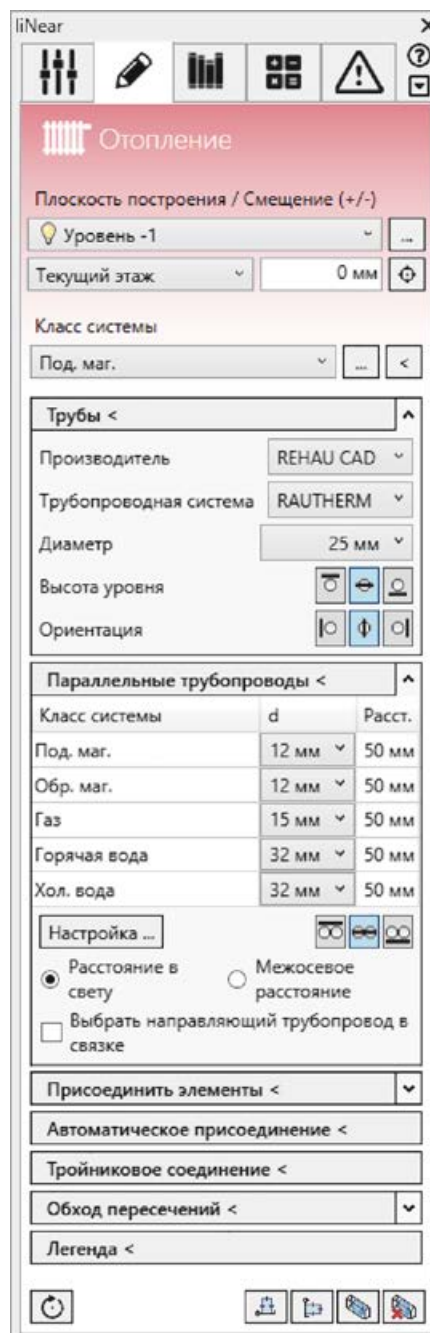 liNear
Отопление
Плоскость построения / Смещение (+/-)
Уровень -1
...
Текущий этаж
0 мм
Класс системы
Под. маг.
...
<
Трубы <
Производитель REHAU CAD
Трубопроводная система RAUTHERM
Диаметр 25 мм
Высота уровня
Ориентация
Параллельные трубопроводы <
Класс системы d Расст.
Под. маг. 12 мм 50 мм
Обр. маг. 12 мм 50 мм
Газ 15 мм 50 мм
Горячая вода 32 мм 50 мм
Хол. вода 32 мм 50 мм
Настройка ...
Расстояние в
свету
Межосевое
расстояние
Выбрать направляющий трубопровод в
связке
Присоединить элементы <
Автоматическое присоединение <
Тройниковое соединение <
Обход пересечений <
Легенда <